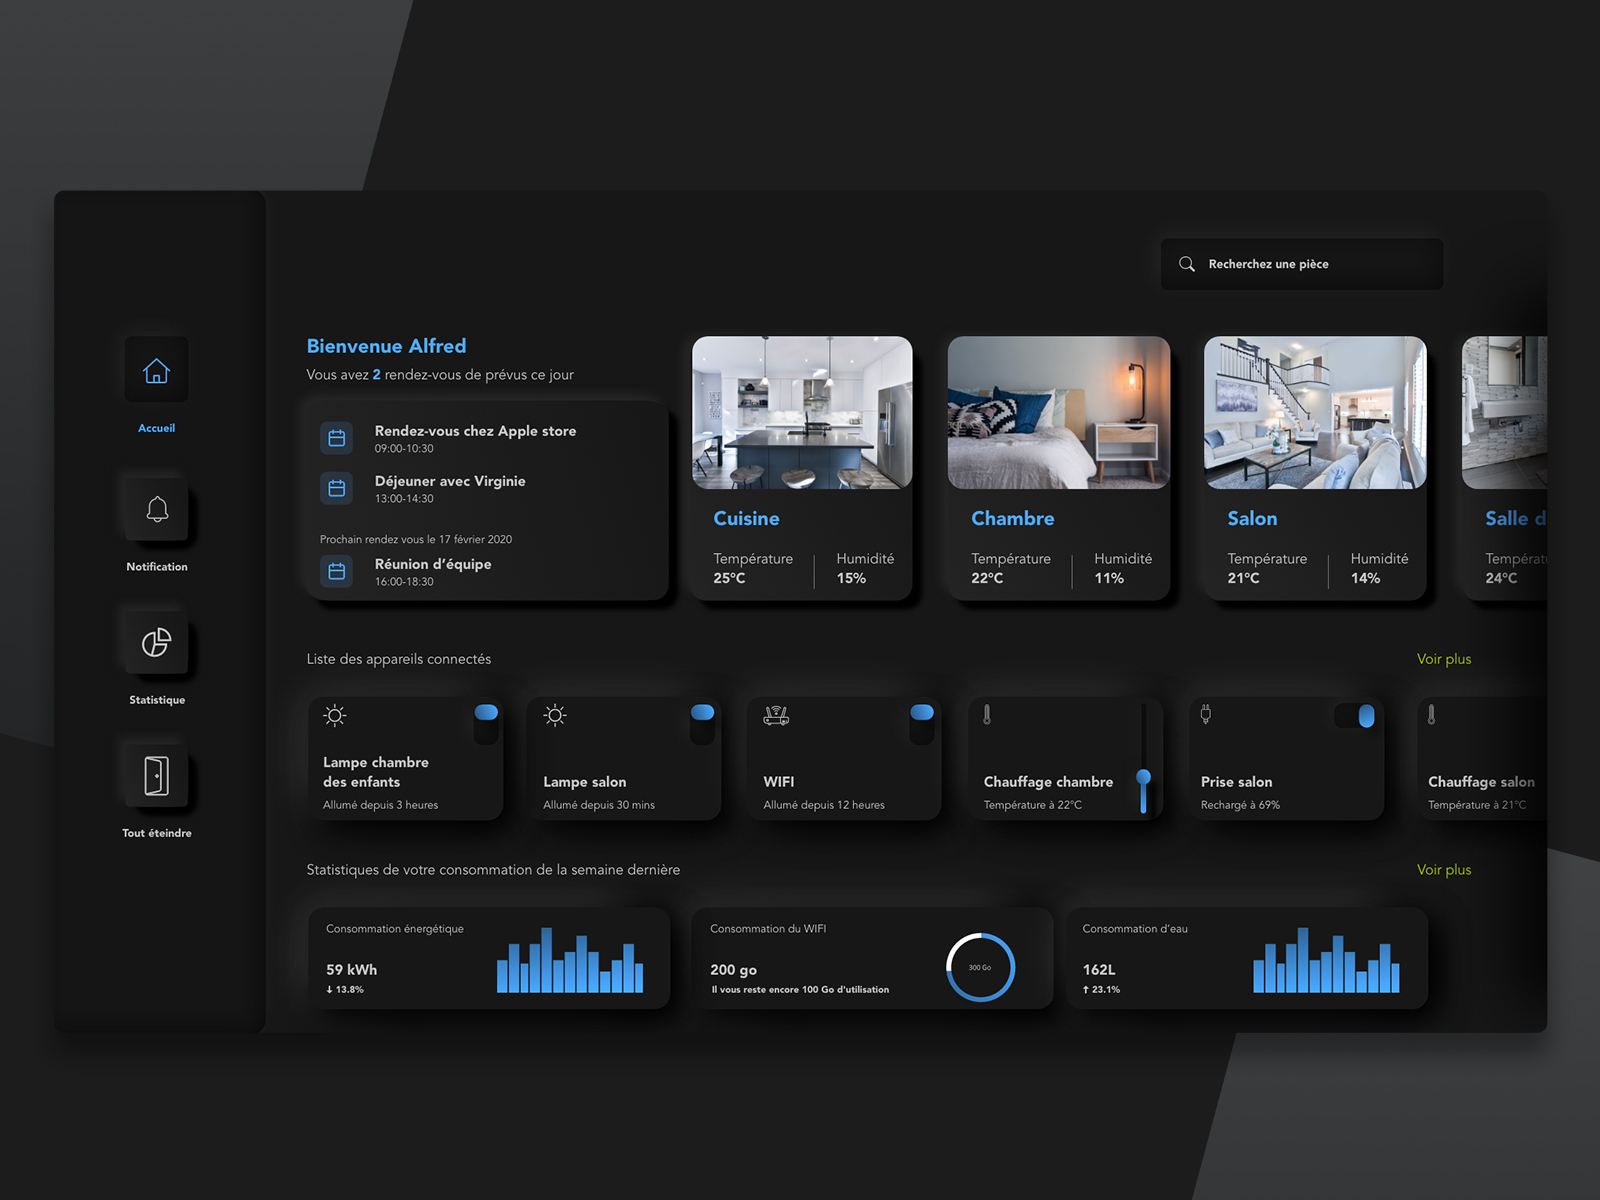 Recherchez une pièce
Accueil
Notification
Statistique
Tout éteindre
Bienvenue Alfred
Vous avez 2 rendez-vous de prévus ce jour
Rendez-vous chez Apple store
09:00-10:30
Déjeuner avec Virginie
13:00-14:30
Prochain rendez vous le 17 février 2020
Réunion d'équipe
16:00-18:30
Cuisine
Température
25°C
Humidité
15%
Chambre
Température
22°C
Humidité
11%
Salon
Température
21°C
Humidité
14%
Salle d
Températ
24°C
Liste des appareils connectés
Voir plus
Lampe chambre
des enfants
Allumé depuis 3 heures
Lampe salon
Allumé depuis 30 mins
WIFI
Allumé depuis 12 heures
Chauffage chambre
Température à 22°C
Prise salon
Rechargé à 69%
Chauffage salon
Température à 21°C
Statistiques de votre consommation de la semaine dernière
Voir plus
Consommation énergétique
59 kWh
↓ 13.8%
Consommation du WIFI
200 go
Il vous reste encore 100 Go d'utilisation
300 Go
Consommation d'eau
162L
↑ 23.1%